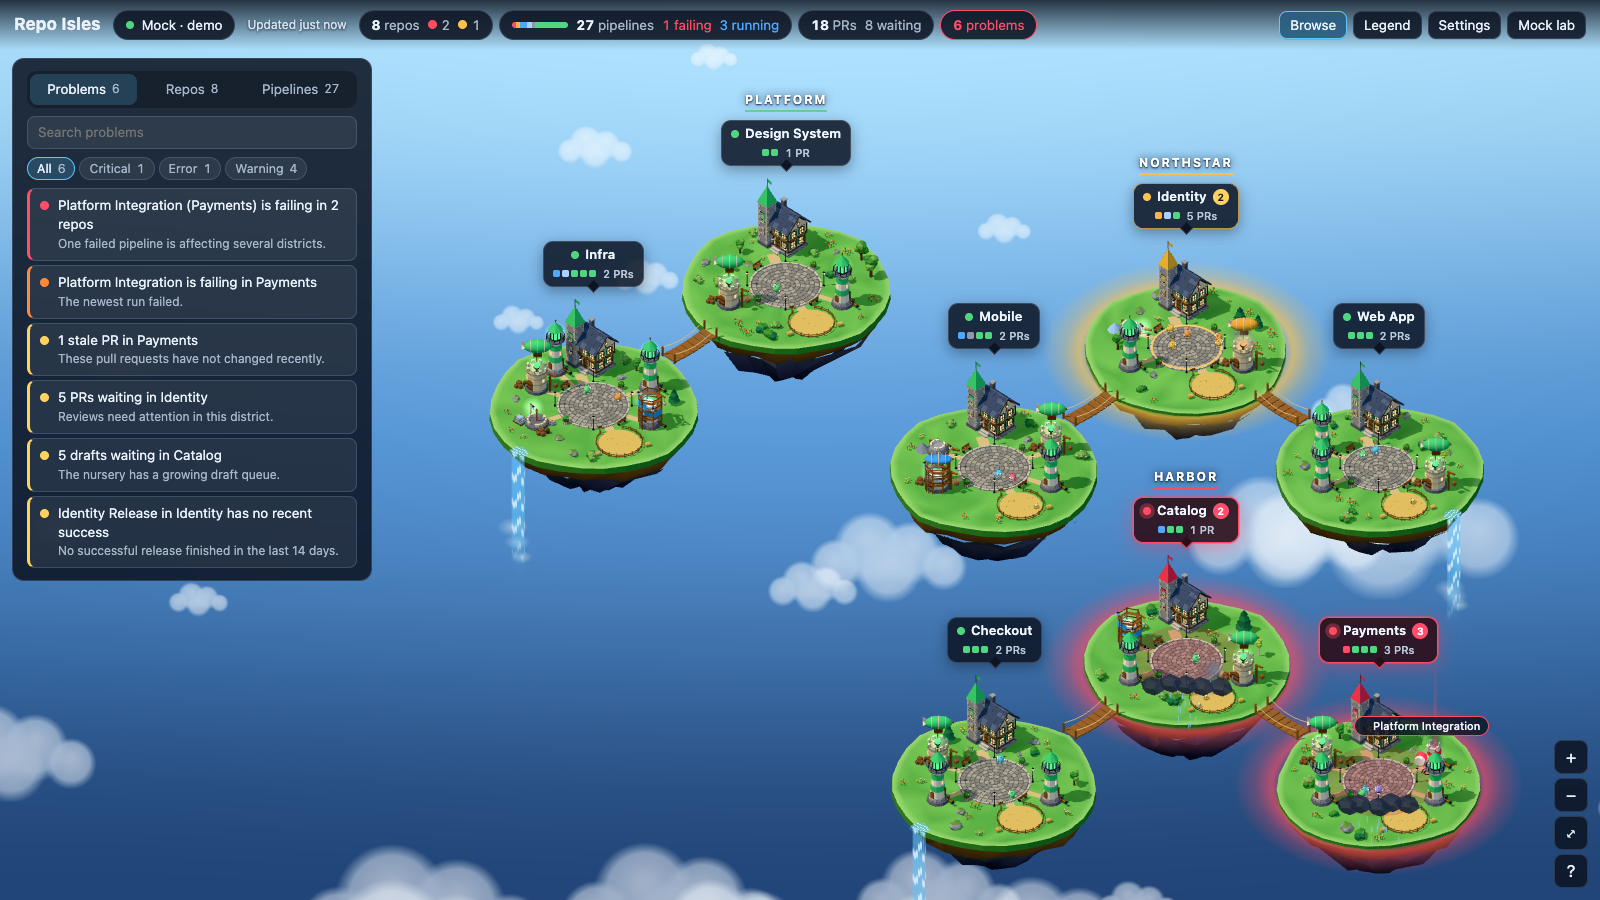 Repo Isles
Mock · demo
Updated just now
8 repos 2 1
27 pipelines 1 failing 3 running
18 PRs 8 waiting
6 problems
Browse
Legend
Settings
Mock lab
Problems 6
Repos 8
Pipelines 27
Search problems
All 6
Critical 1
Error 1
Warning 4
Platform Integration (Payments) is failing in 2
repos
One failed pipeline is affecting several districts.
Platform Integration is failing in Payments
The newest run failed.
1 stale PR in Payments
These pull requests have not changed recently.
5 PRs waiting in Identity
Reviews need attention in this district.
5 drafts waiting in Catalog
The nursery has a growing draft queue.
Identity Release in Identity has no recent
success
No successful release finished in the last 14 days.
PLATFORM
Design System
1 PR
Infra
2 PRs
NORTHSTAR
Identity 2
5 PRs
Mobile
2 PRs
Web App
2 PRs
HARBOR
Catalog 2
1 PR
Checkout
2 PRs
Payments 3
3 PRs
Platform Integration
+
−
?